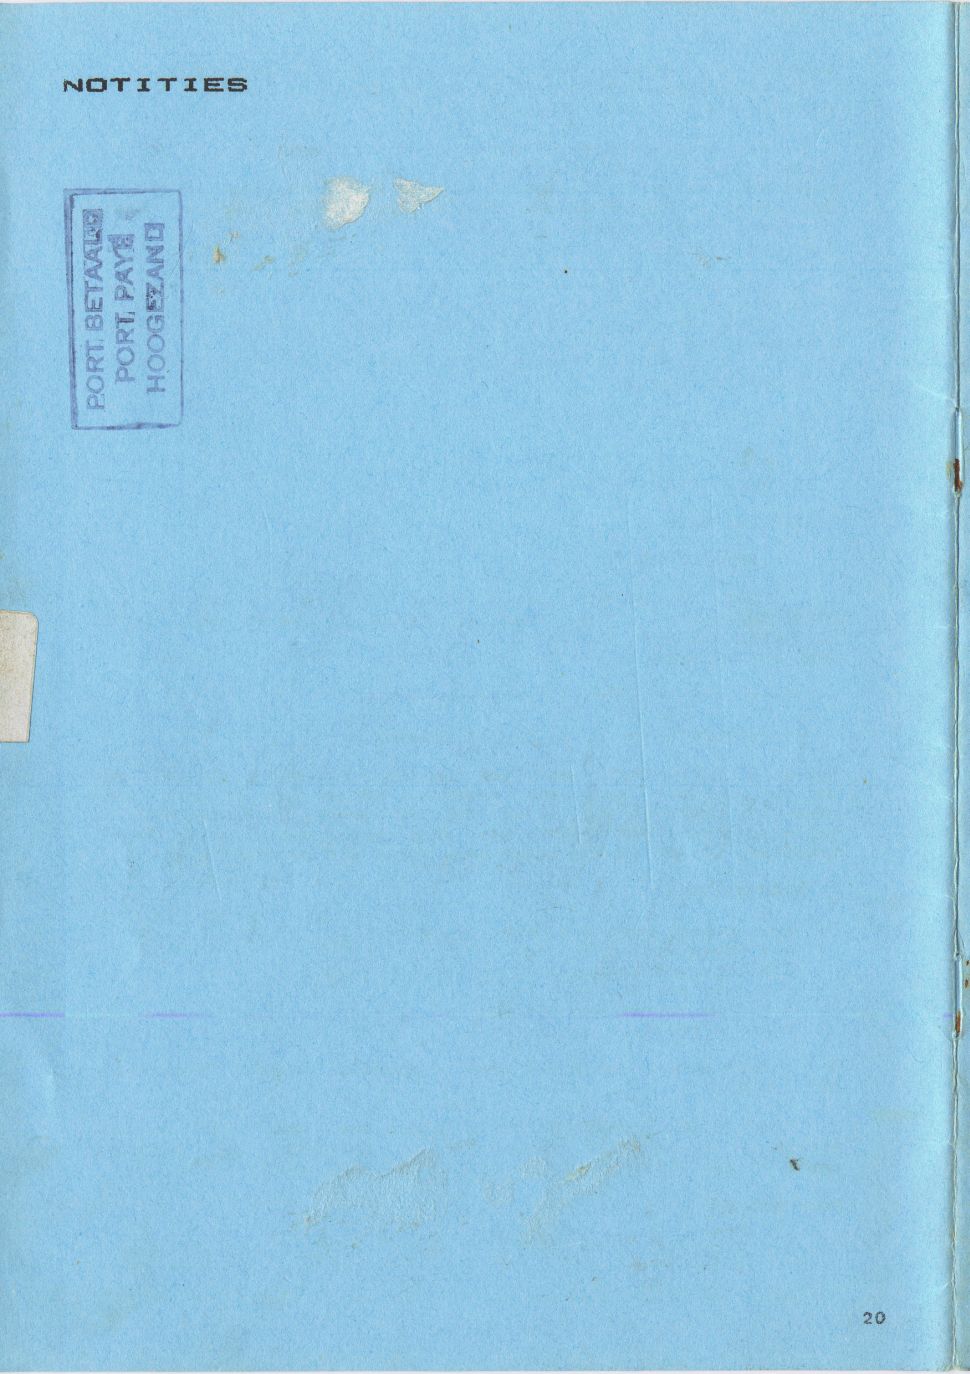 NOTITIES
PORT. BETAALD
PORT. PAYÉ
HOOGEZAND
20